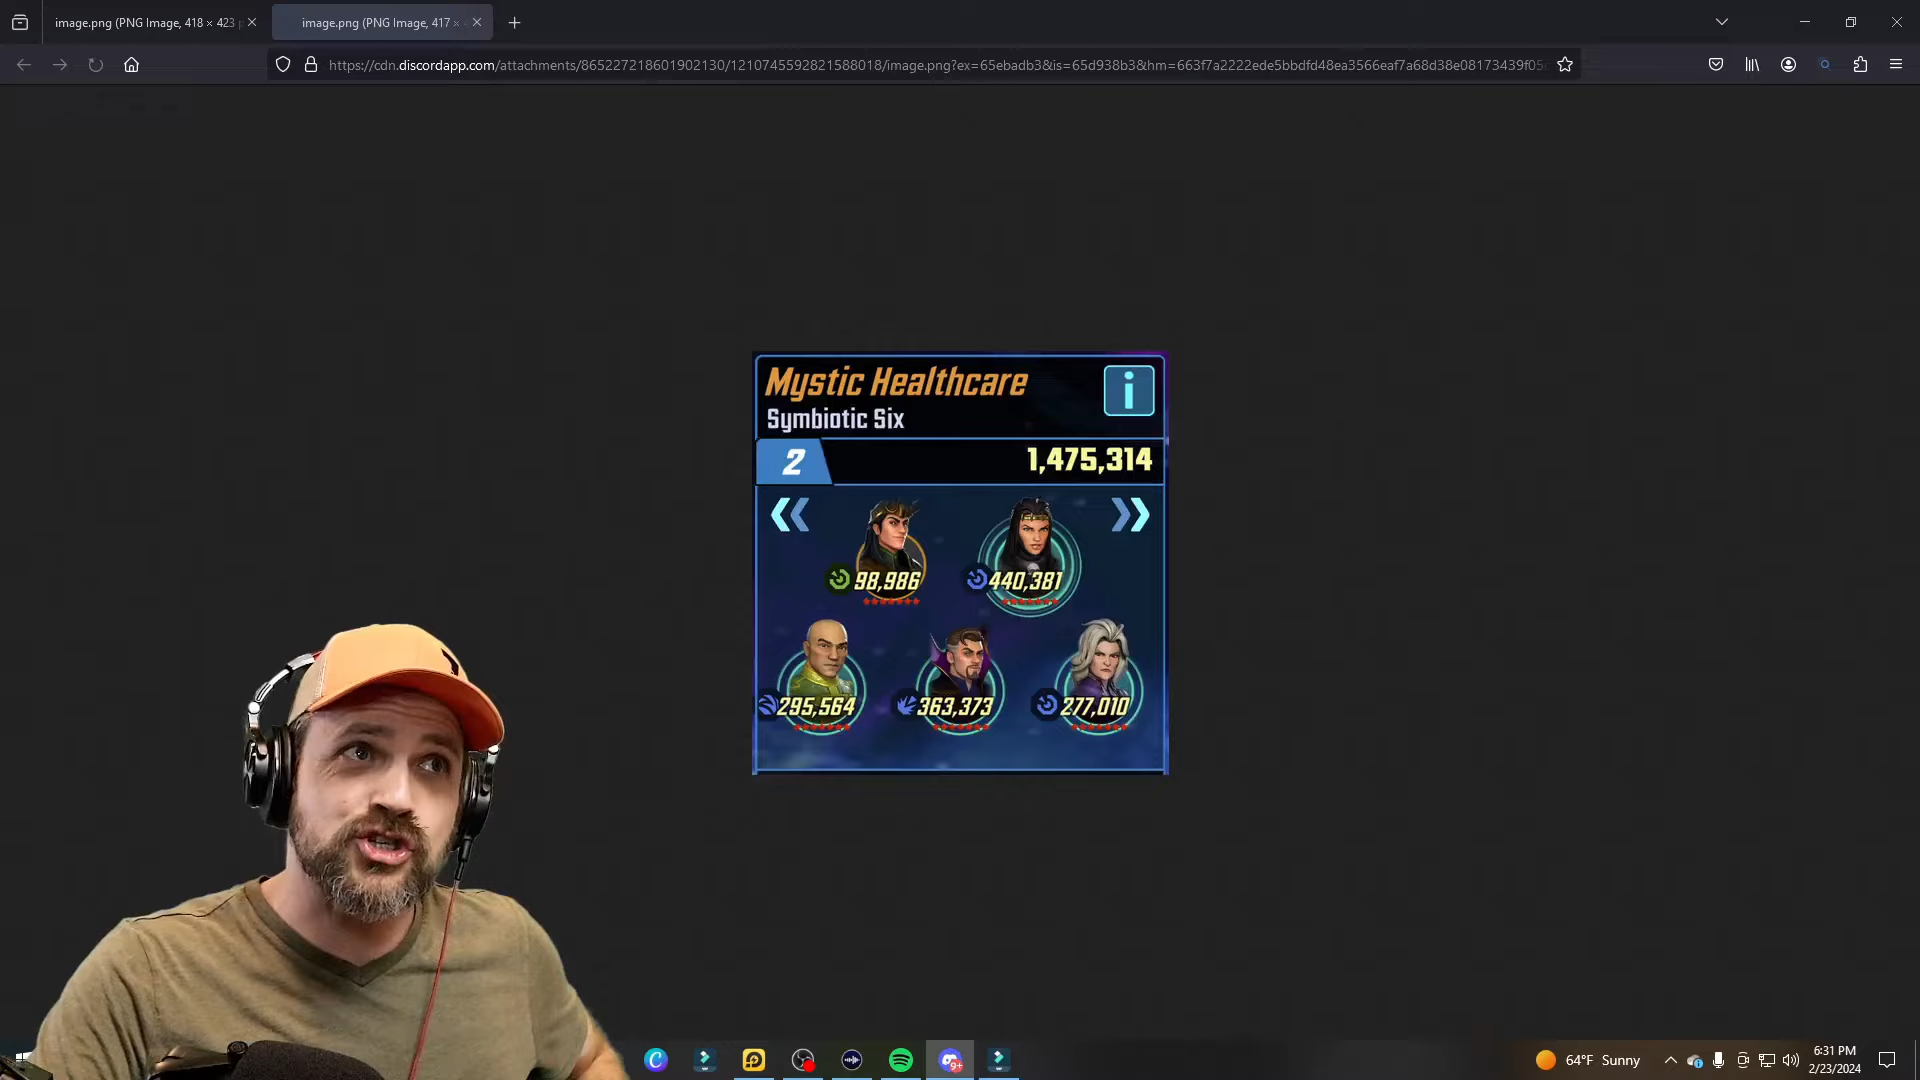 image.png (PNG Image, 418 × 423
image.png (PNG Image, 417 ×
https://cdn.discordapp.com/attachments/865227218601902130/1210745592821588018/image.png?ex=65ebadb3&is=65d938b3&hm=663f7a2222ede5bbdfd48ea3566eaf7a68d38e08173439f05
Mystic Healthcare
i
Symbiotic Six
2
1,475,314
98,986
440,381
295,564
363,373
277,010
9+
64°F Sunny
6:31 PM
2/23/2024